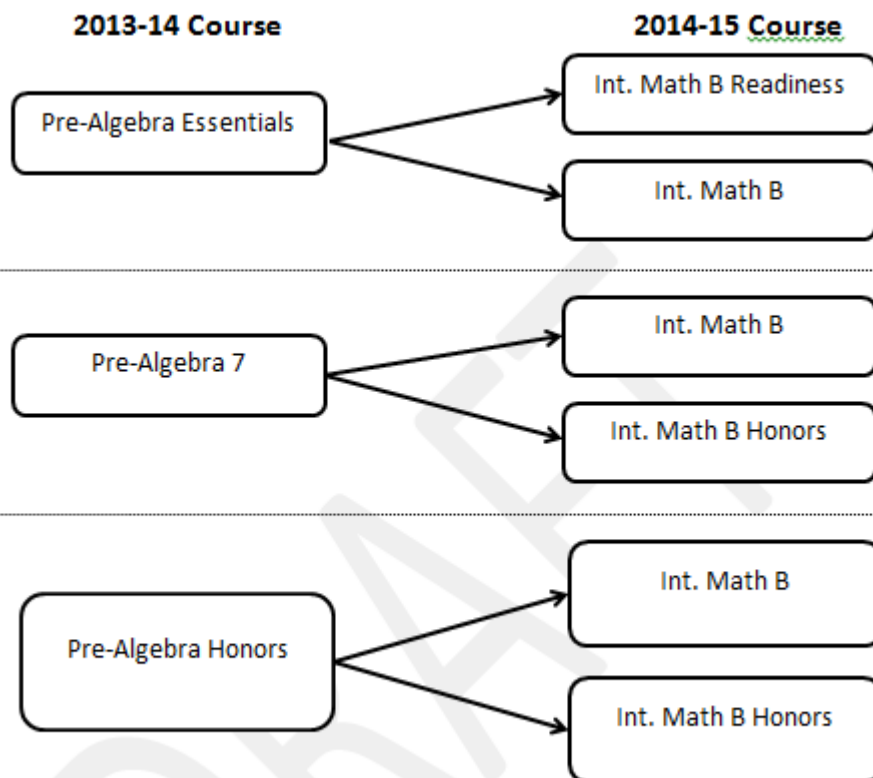 2013-14 Course
2014-15 Course
Pre-Algebra Essentials
Int. Math B Readiness
Int. Math B
Pre-Algebra 7
Int. Math B
Int. Math B Honors
Pre-Algebra Honors
Int. Math B
Int. Math B Honors
DRAFT